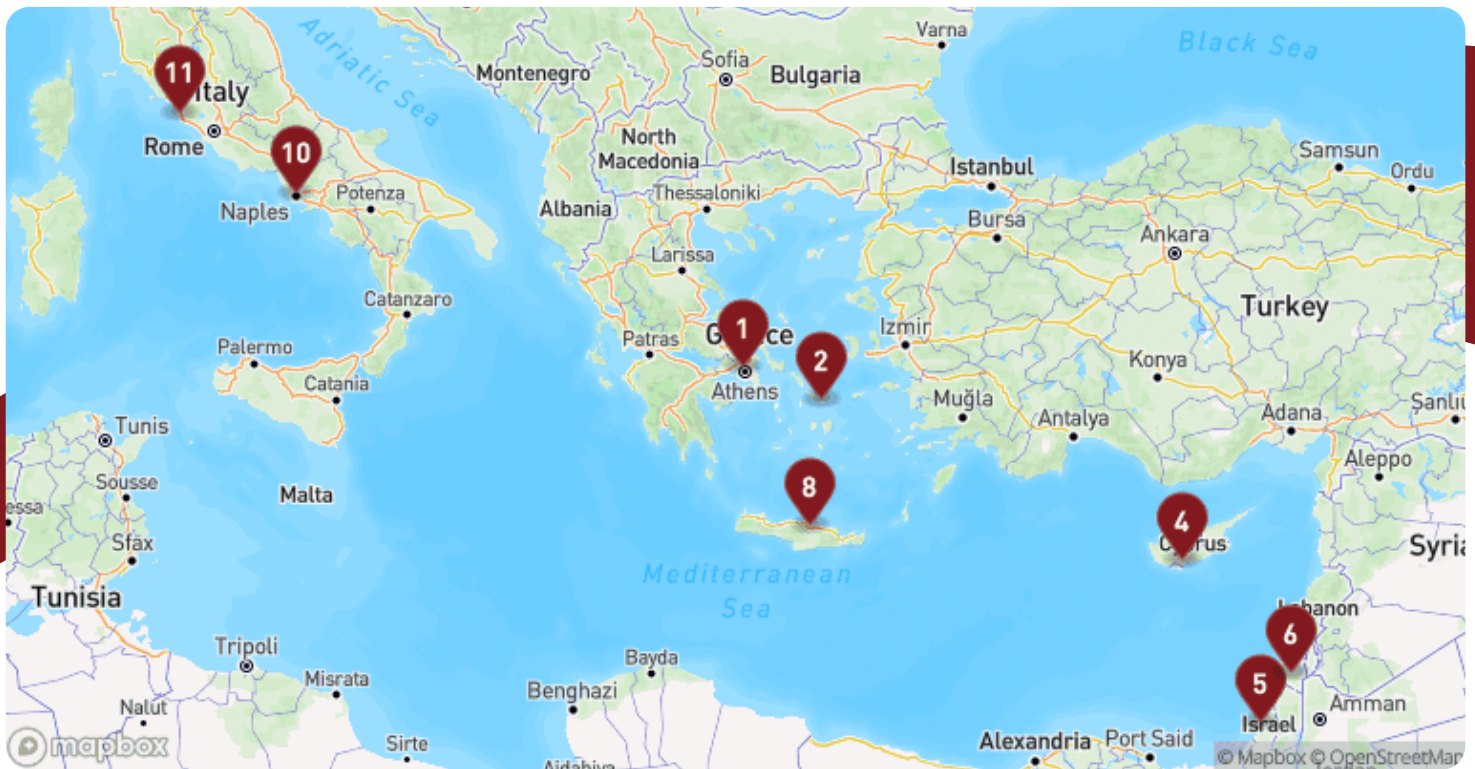 Varna
Black Sea
Adriatic Sea
Sofia
Montenegro
Bulgaria
11
Italy
North
Macedonia
Istanbul
Samsun
Ordu
Rome
10
Potenza
Thessaloniki
Albania
Naples
Bursa
Ankara
Larissa
Catanzaro
Turkey
1
Izmir
Patras
2
Palermo
Konya
Catania
Athens
Muğla
Antalya
Adana
Tunis
Aleppo
Sousse
8
Malta
4
Sfax
Syria
Mediterranean
Sea
Tunisia
Lebanon
6
Tripoli
Bayda
5
Misrata
Benghazi
Amman
Nalut
Israel
Sirte
Alexandria
Port Said
mapbox
© Mapbox © OpenStreetMap